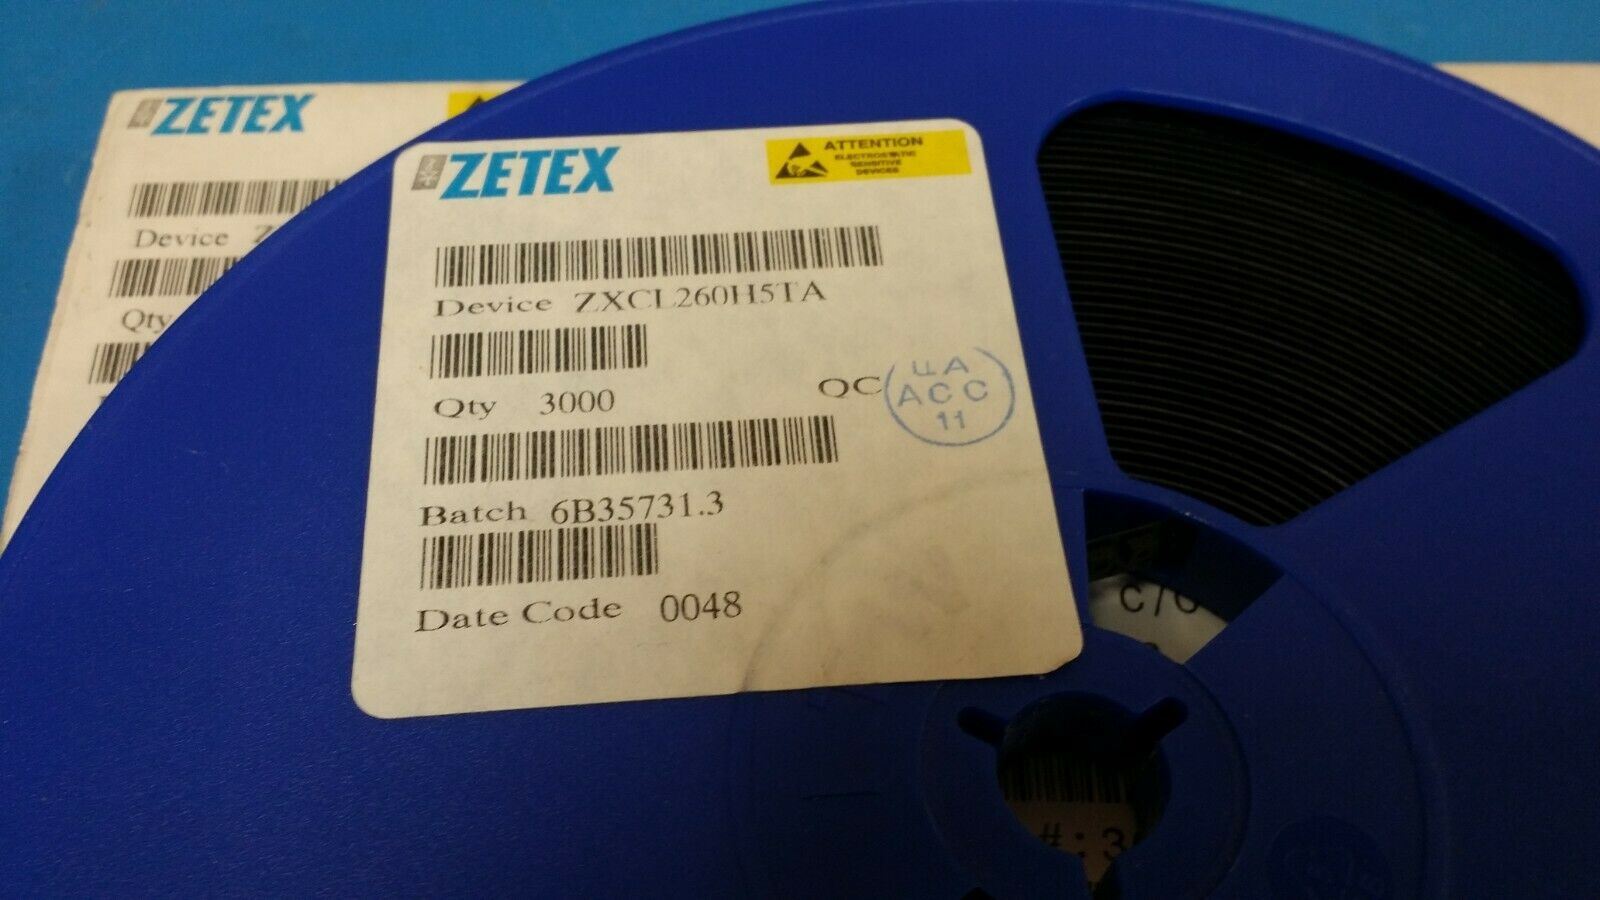 ZETEX
Device
Qty
ZETEX
ATTENTION
ELECTROSTATIC
SENSITIVE
DEVICES
Device ZXCL260H5TA
Qty 3000
QC
ACC
11
Batch 6B35731.3
Date Code 0048